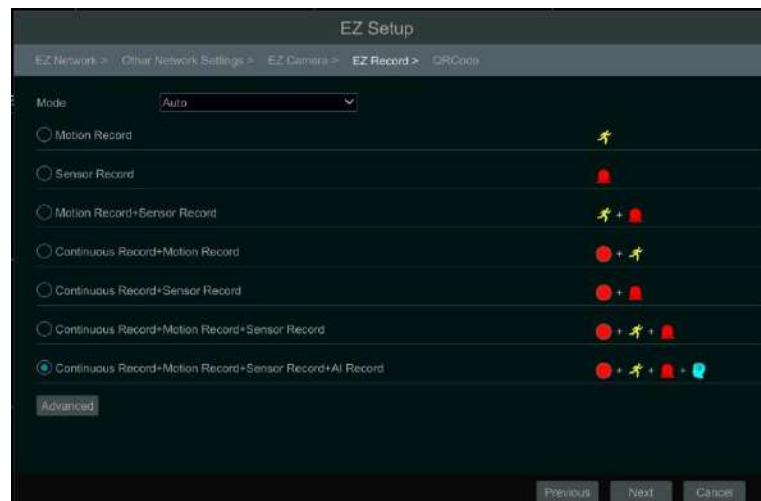 EZ Setup
EZ Network > Other Network Settings > EZ Camera > EZ Record > QRCode
Mode Auto
Motion Record
Sensor Record
Motion Record+Sensor Record +
Continuous Record+Motion Record +
Continuous Record+Sensor Record +
Continuous Record+Motion Record+Sensor Record + +
Continuous Record+Motion Record+Sensor Record+AI Record + + +
Advanced
Previous Next Cancel